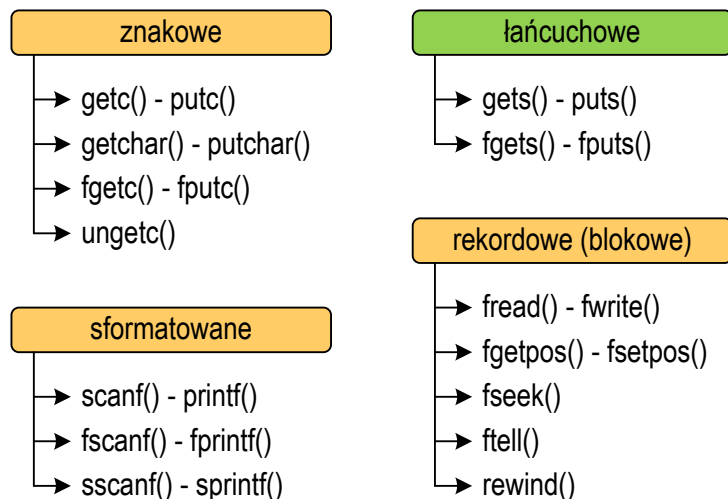 znakowe
getc() - putc()
getchar() - putchar()
fgetc() - fputc()
ungetc()
sformatowane
scanf() - printf()
fscanf() - fprintf()
sscanf() - sprintf()
łańcuchowe
gets() - puts()
fgets() - fputs()
rekordowe (blokowe)
fread() - fwrite()
fgetpos() - fsetpos()
fseek()
ftell()
rewind()